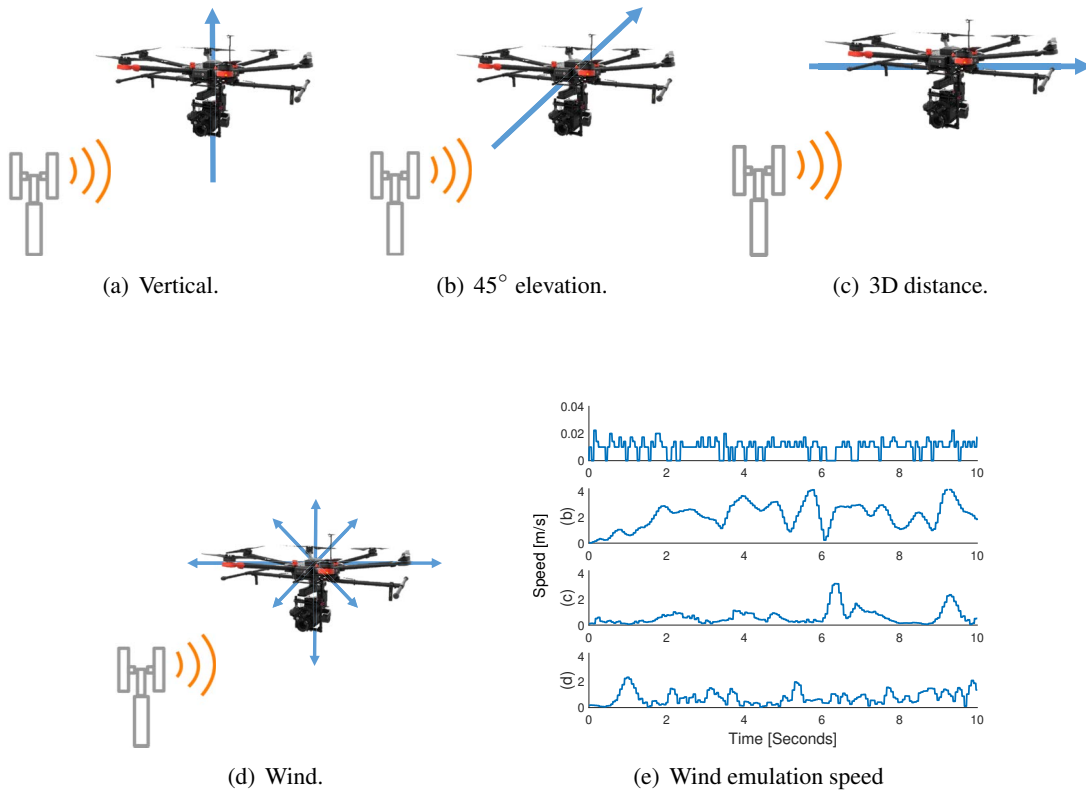 (a) Vertical.
(b) 45° elevation.
(c) 3D distance.
0.04
0.02
0
0 2 4 6 8 10
4
2
0
(b)
0 2 4 6 8 10
Speed [m/s]
4
2
0
(c)
0 2 4 6 8 10
4
2
0
(d)
0 2 4 6 8 10
Time [Seconds]
(d) Wind.
(e) Wind emulation speed